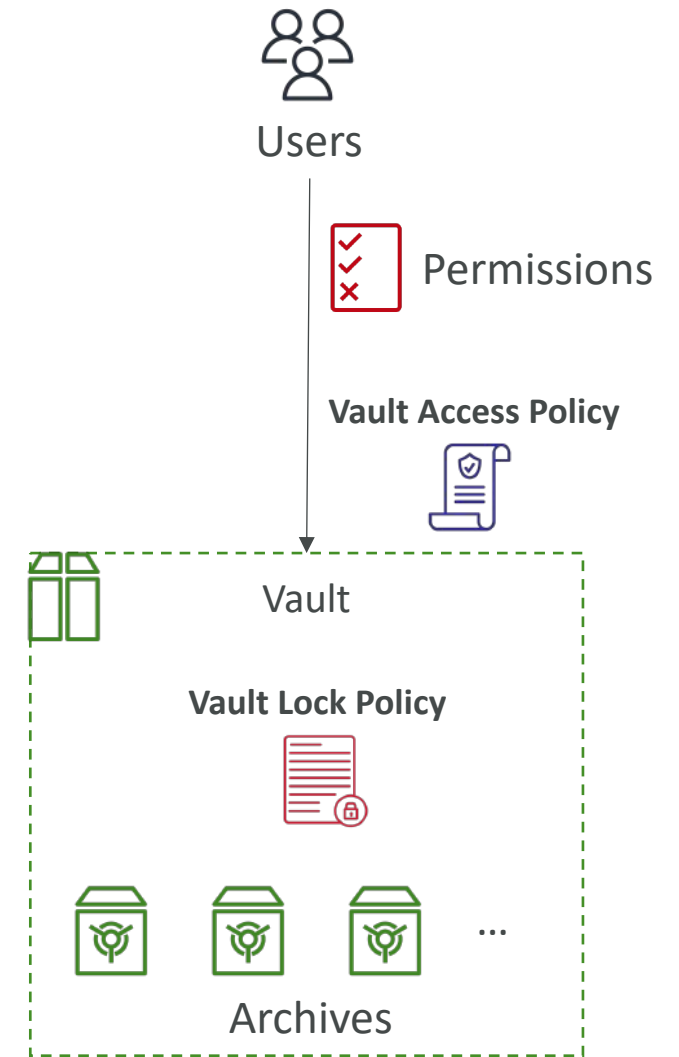 Users
Permissions
Vault Access Policy
Vault
Vault Lock Policy
...
Archives